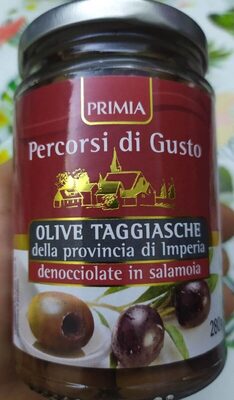 PRIMIA
Percorsi di Gusto
OLIVE TAGGIASCHE
della provincia di Imperia
denocciolate in salamoia